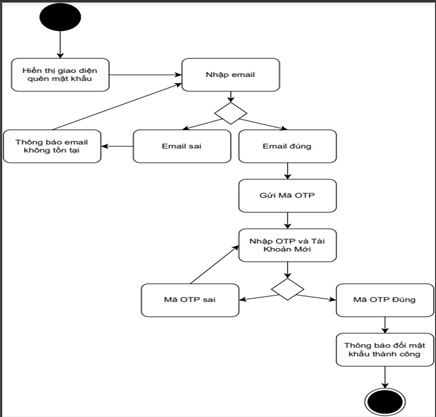 Hiển thị giao diện
quên mật khẩu
Nhập email
Thông báo email
không tồn tại
Email sai
Email đúng
Gửi Mã OTP
Nhập OTP và Tài
Khoản Mới
Mã OTP sai
Mã OTP Đúng
Thông báo đổi mật
khẩu thành công